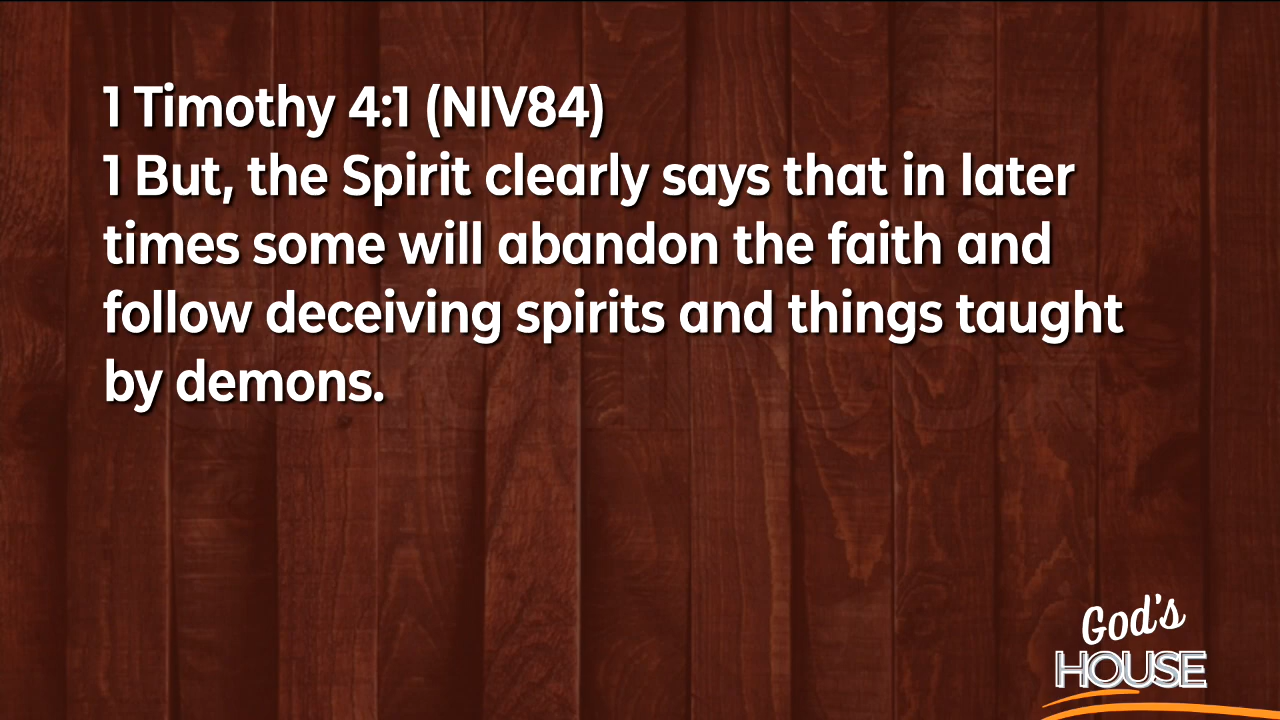 1 Timothy 4:1 (NIV84)
1 But, the Spirit clearly says that in later
times some will abandon the faith and
follow deceiving spirits and things taught
by demons.
God's
HOUSE